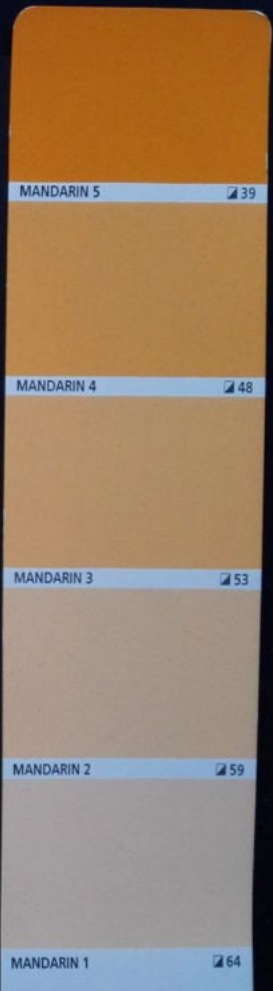 MANDARIN 5 39
MANDARIN 4 48
MANDARIN 3 53
MANDARIN 2 59
MANDARIN 1 64